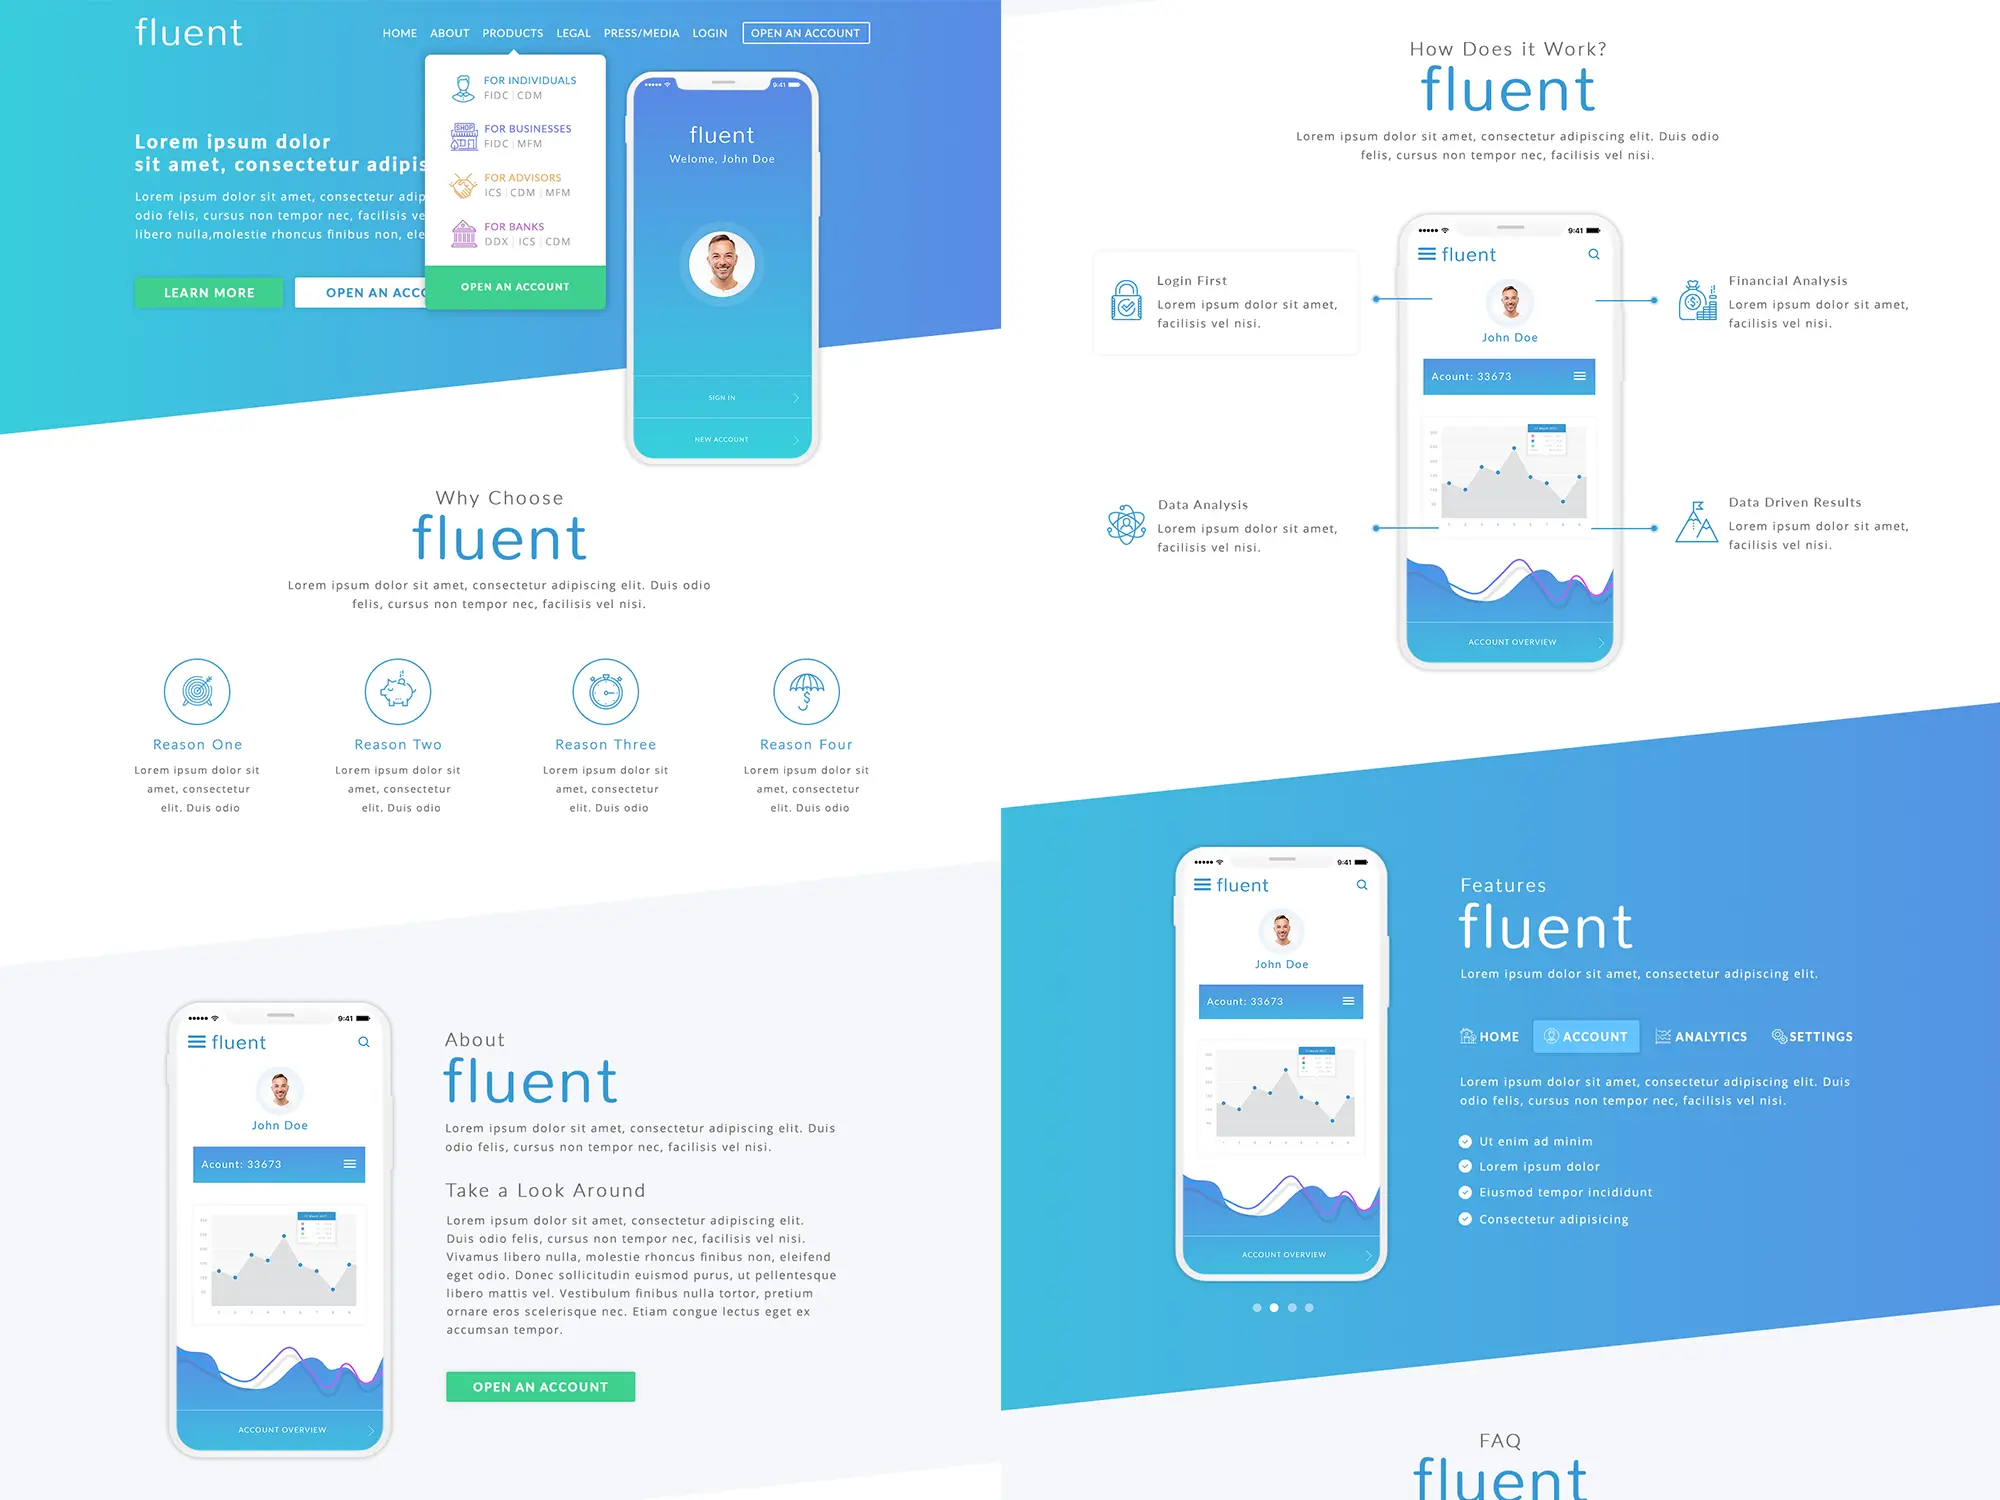 fluent
HOME ABOUT PRODUCTS LEGAL PRESS/MEDIA LOGIN OPEN AN ACCOUNT
FOR INDIVIDUALS
FIDC | CDM
FOR BUSINESSES
FIDC | MFM
FOR ADVISORS
ICS | CDM | MFM
FOR BANKS
DDX | ICS | CDM
OPEN AN ACCOUNT
Lorem ipsum dolor
sit amet, consectetur adipis
Lorem ipsum dolor sit amet, consectetur adip
odio felis, cursus non tempor nec, facilisis ve
libero nulla,molestie rhoncus finibus non, ele
LEARN MORE
OPEN AN ACCO
SHOP
9:41
fluent
Welome, John Doe
SIGN IN
NEW ACCOUNT
Why Choose
fluent
Lorem ipsum dolor sit amet, consectetur adipiscing elit. Duis odio
felis, cursus non tempor nec, facilisis vel nisi.
Reason One
Lorem ipsum dolor sit
amet, consectetur
elit. Duis odio
Reason Two
Lorem ipsum dolor sit
amet, consectetur
elit. Duis odio
Reason Three
Lorem ipsum dolor sit
amet, consectetur
elit. Duis odio
Reason Four
Lorem ipsum dolor sit
amet, consectetur
elit. Duis odio
9:41
fluent
John Doe
Acount: 33673
ACCOUNT OVERVIEW
About
fluent
Lorem ipsum dolor sit amet, consectetur adipiscing elit. Duis
odio felis, cursus non tempor nec, facilisis vel nisi.
Take a Look Around
Lorem ipsum dolor sit amet, consectetur adipiscing elit.
Duis odio felis, cursus non tempor nec, facilisis vel nisi.
Vivamus libero nulla, molestie rhoncus finibus non, eleifend
eget odio. Donec sollicitudin euismod purus, ut pellentesque
libero mattis vel. Vestibulum finibus nulla tortor, pretium
ornare eros scelerisque nec. Etiam congue lectus eget ex
accumsan tempor.
OPEN AN ACCOUNT
How Does it Work?
fluent
Lorem ipsum dolor sit amet, consectetur adipiscing elit. Duis odio
felis, cursus non tempor nec, facilisis vel nisi.
Login First
Lorem ipsum dolor sit amet,
facilisis vel nisi.
Data Analysis
Lorem ipsum dolor sit amet,
facilisis vel nisi.
9:41
fluent
John Doe
Acount: 33673
ACCOUNT OVERVIEW
Financial Analysis
Lorem ipsum dolor sit amet,
facilisis vel nisi.
Data Driven Results
Lorem ipsum dolor sit amet,
facilisis vel nisi.
9:41
fluent
John Doe
Acount: 33673
ACCOUNT OVERVIEW
Features
fluent
Lorem ipsum dolor sit amet, consectetur adipiscing elit.
HOME ACCOUNT ANALYTICS SETTINGS
Lorem ipsum dolor sit amet, consectetur adipiscing elit. Duis
odio felis, cursus non tempor nec, facilisis vel nisi.
Ut enim ad minim
Lorem ipsum dolor
Eiusmod tempor incididunt
Consectetur adipisicing
FAQ
fluent